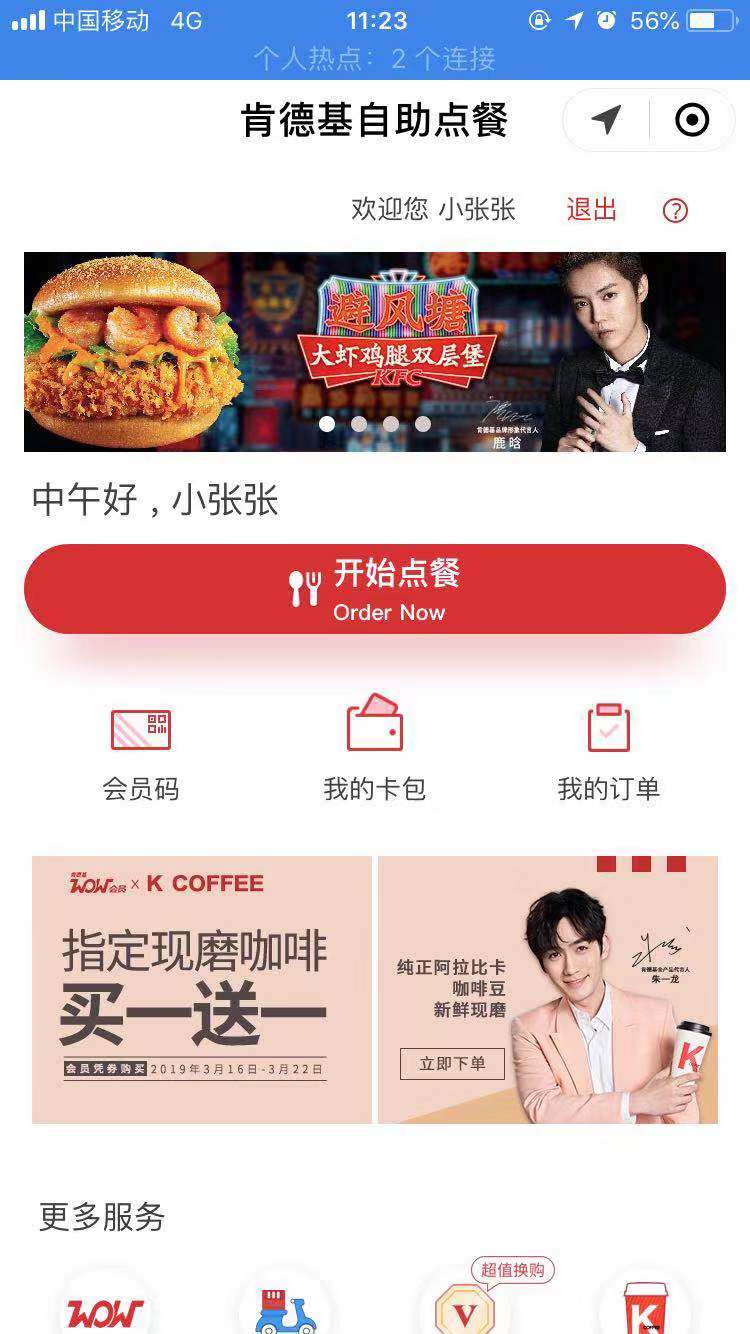 中国移动 4G 11:23 56%
个人热点：2 个连接
肯德基自助点餐
欢迎您 小张张 退出 ?
避风塘
大虾鸡腿双层堡
KFC
肯德基品牌形象代言人
鹿晗
中午好，小张张
开始点餐
Order Now
会员码 我的卡包 我的订单
肯德基
WOW会员 x K COFFEE
指定现磨咖啡
买一送一
会员凭券购买 2019年3月16日-3月22日
纯正阿拉比卡
咖啡豆
新鲜现磨
立即下单
肯德基全产品代言人
朱一龙
K
更多服务
超值换购
WOW
V
K
COFFEE